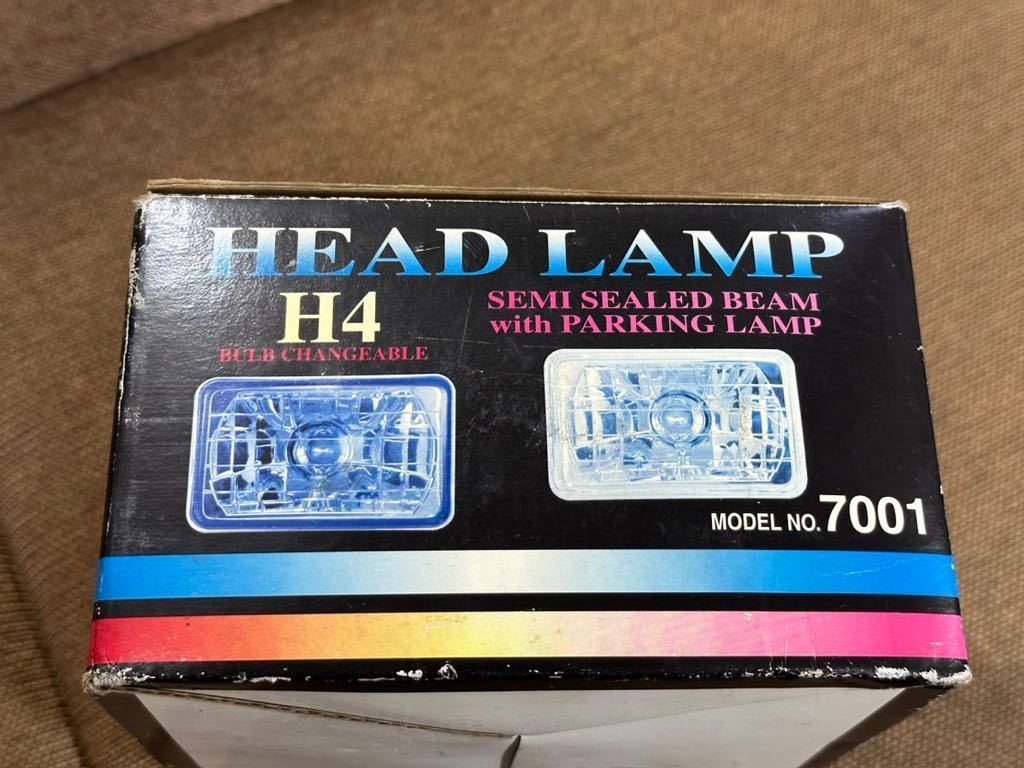 HEAD LAMP
H4
BULB CHANGEABLE
SEMI SEALED BEAM
with PARKING LAMP
MODEL NO. 7001